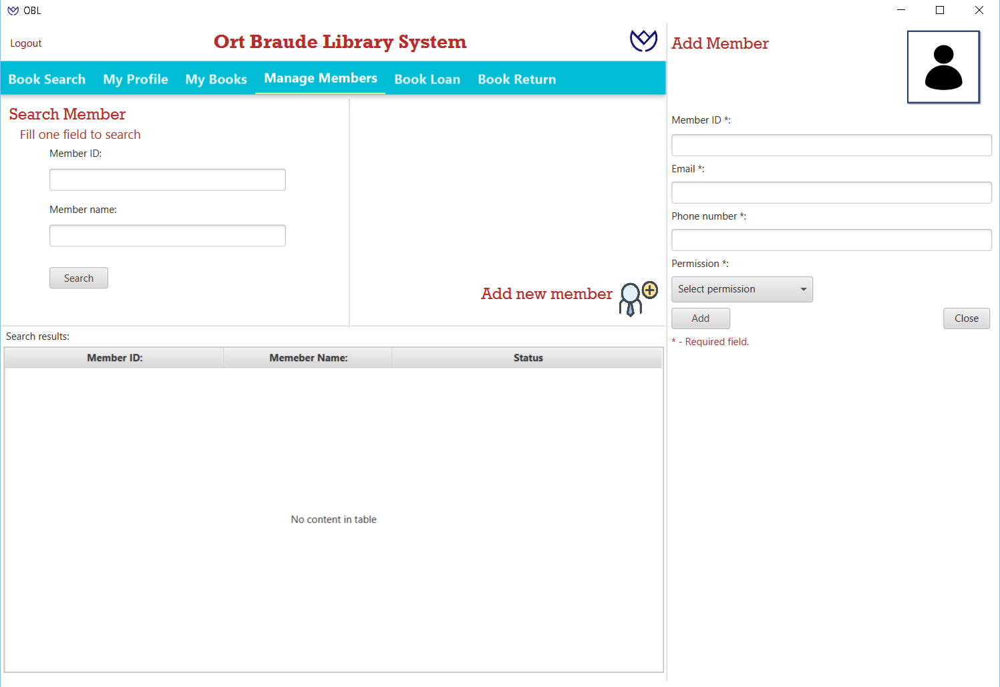 OBL
Logout
Ort Braude Library System
Book Search My Profile My Books Manage Members Book Loan Book Return
Search Member
Fill one field to search
Member ID:
Member name:
Search
Add new member
Search results:
Member ID: Memeber Name: Status
No content in table
Add Member
Member ID *:
Email *:
Phone number *:
Permission *:
Select permission
Add Close
* - Required field.